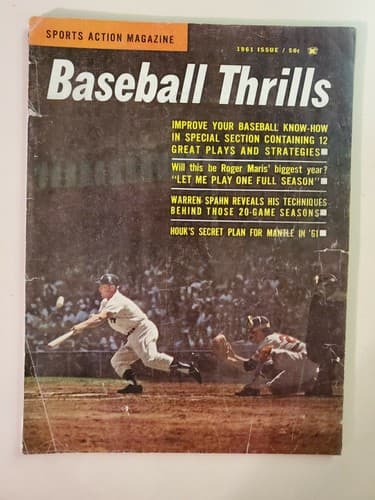 SPORTS ACTION MAGAZINE
1961 ISSUE / 50¢
Baseball Thrills
IMPROVE YOUR BASEBALL KNOW-HOW
IN SPECIAL SECTION CONTAINING 12
GREAT PLAYS AND STRATEGIES
Will this be Roger Maris' biggest year?
"LET ME PLAY ONE FULL SEASON"
WARREN SPAHN REVEALS HIS TECHNIQUES
BEHIND THOSE 20-GAME SEASONS
HOUK'S SECRET PLAN FOR MANTLE IN '61